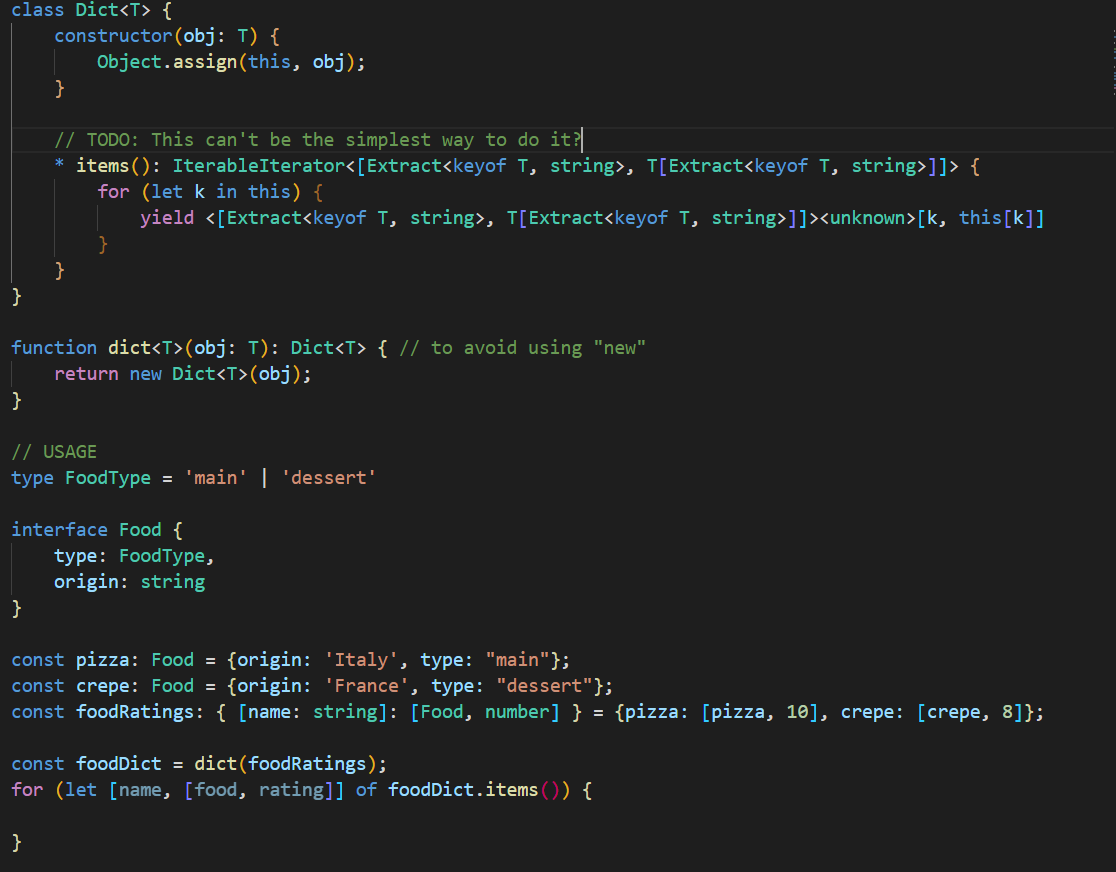 class Dict<T> {
    constructor(obj: T) {
        Object.assign(this, obj);
    }

    // TODO: This can't be the simplest way to do it?
    * items(): IterableIterator<[Extract<keyof T, string>, T[Extract<keyof T, string>]]> {
        for (let k in this) {
            yield <[Extract<keyof T, string>, T[Extract<keyof T, string>]]><unknown>[k, this[k]]
        }
    }
}

function dict<T>(obj: T): Dict<T> { // to avoid using "new"
    return new Dict<T>(obj);
}

// USAGE
type FoodType = 'main' | 'dessert'

interface Food {
    type: FoodType,
    origin: string
}

const pizza: Food = {origin: 'Italy', type: "main"};
const crepe: Food = {origin: 'France', type: "dessert"};
const foodRatings: { [name: string]: [Food, number] } = {pizza: [pizza, 10], crepe: [crepe, 8]};

const foodDict = dict(foodRatings);
for (let [name, [food, rating]] of foodDict.items()) {

}